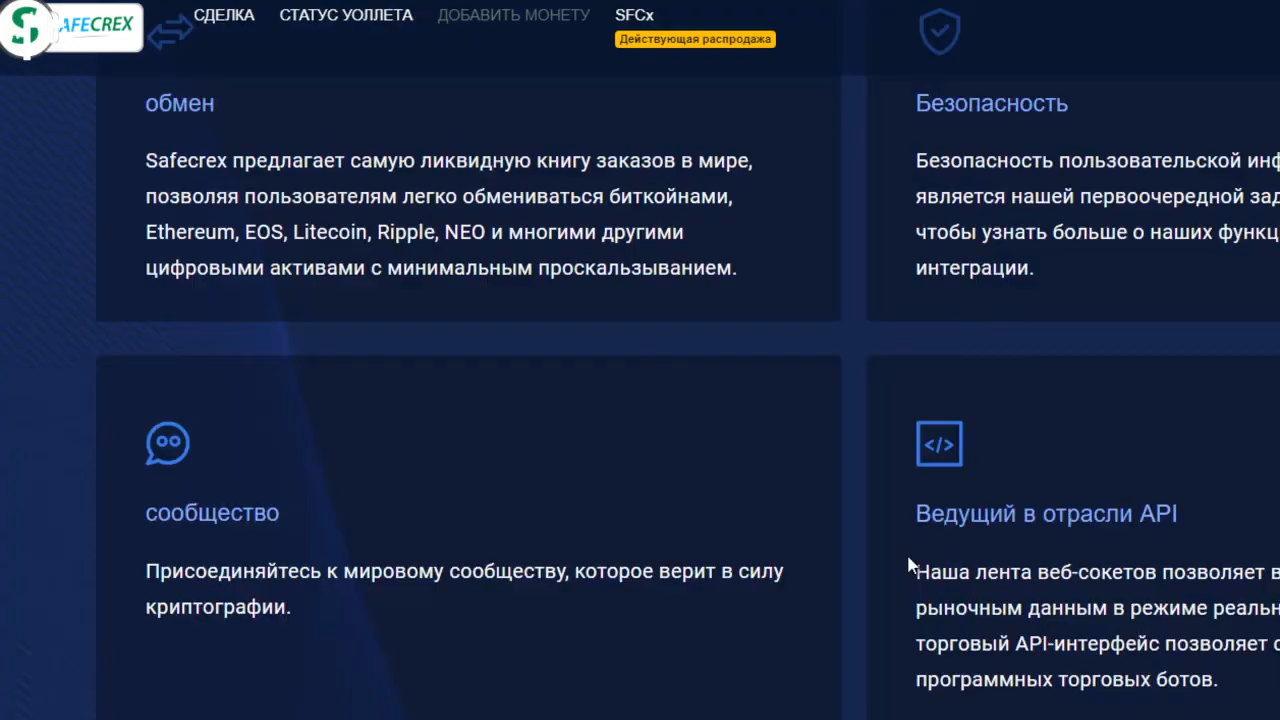 AFECREX
СДЕЛКА
СТАТУС УОЛЛЕТА
ДОБАВИТЬ МОНЕТУ
SFCx
Действующая распродажа
обмен
Safecrex предлагает самую ликвидную книгу заказов в мире,
позволяя пользователям легко обмениваться биткойнами,
Ethereum, EOS, Litecoin, Ripple, NEO и многими другими
цифровыми активами с минимальным проскальзыванием.
Безопасность
Безопасность пользовательской
является нашей первоочередной
чтобы узнать больше о наших
интеграции.
сообщество
Присоединяйтесь к мировому сообществу, которое верит в силу
криптографии.
Ведущий в отрасли API
Наша лента веб-сокетов позволяет
рыночным данным в режиме
торговый API-интерфейс позволяет
программных торговых ботов.